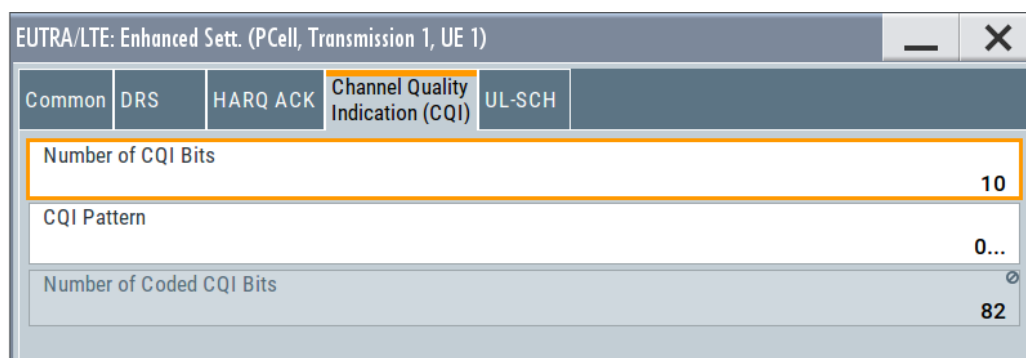 EUTRA/LTE: Enhanced Sett. (PCell, Transmission 1, UE 1)
Common DRS HARQ ACK Channel Quality Indication (CQI) UL-SCH
Number of CQI Bits
10
CQI Pattern
0...
Number of Coded CQI Bits
82